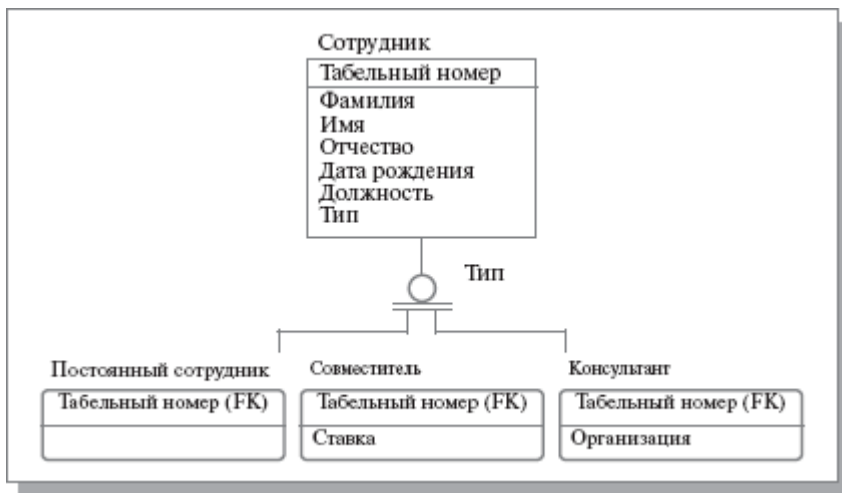 Сотрудник
Табельный номер
Фамилия
Имя
Отчество
Дата рождения
Должность
Тип
Тип
Постоянный сотрудник
Табельный номер (FK)
Совместитель
Табельный номер (FK)
Ставка
Консультант
Табельный номер (FK)
Организация